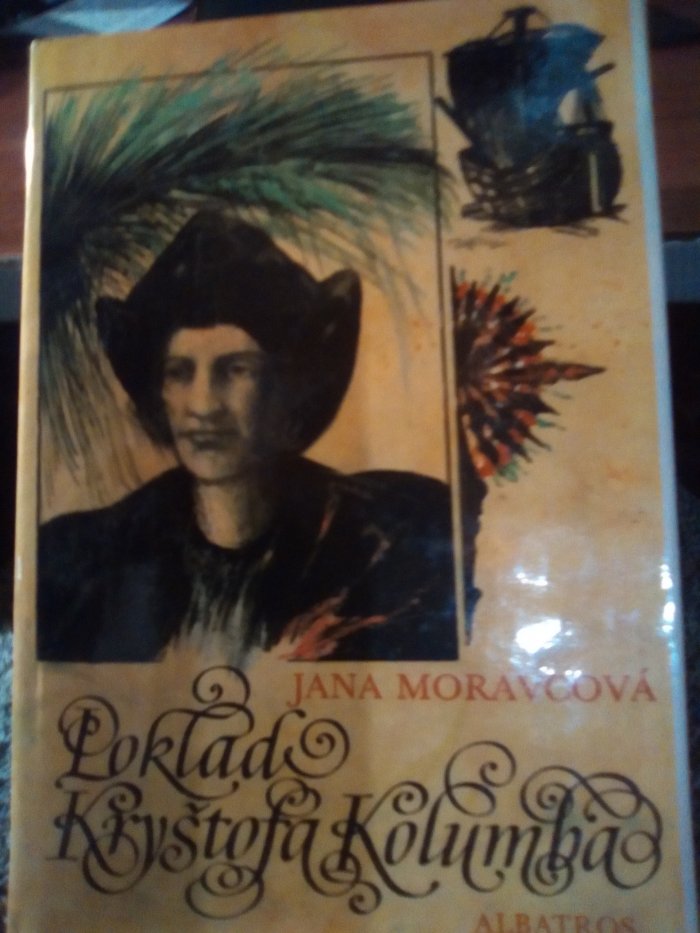 JANA MORAVCOVÁ
Poklad
Kryštofa Kolumba
ALBATROS